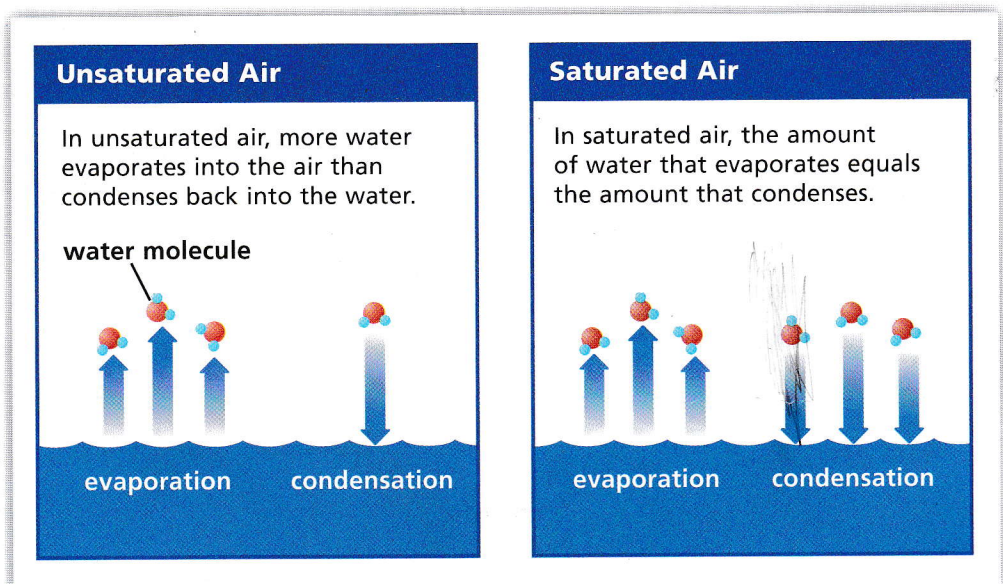 Unsaturated Air
In unsaturated air, more water
evaporates into the air than
condenses back into the water.
water molecule
evaporation
condensation
Saturated Air
In saturated air, the amount
of water that evaporates equals
the amount that condenses.
evaporation
condensation